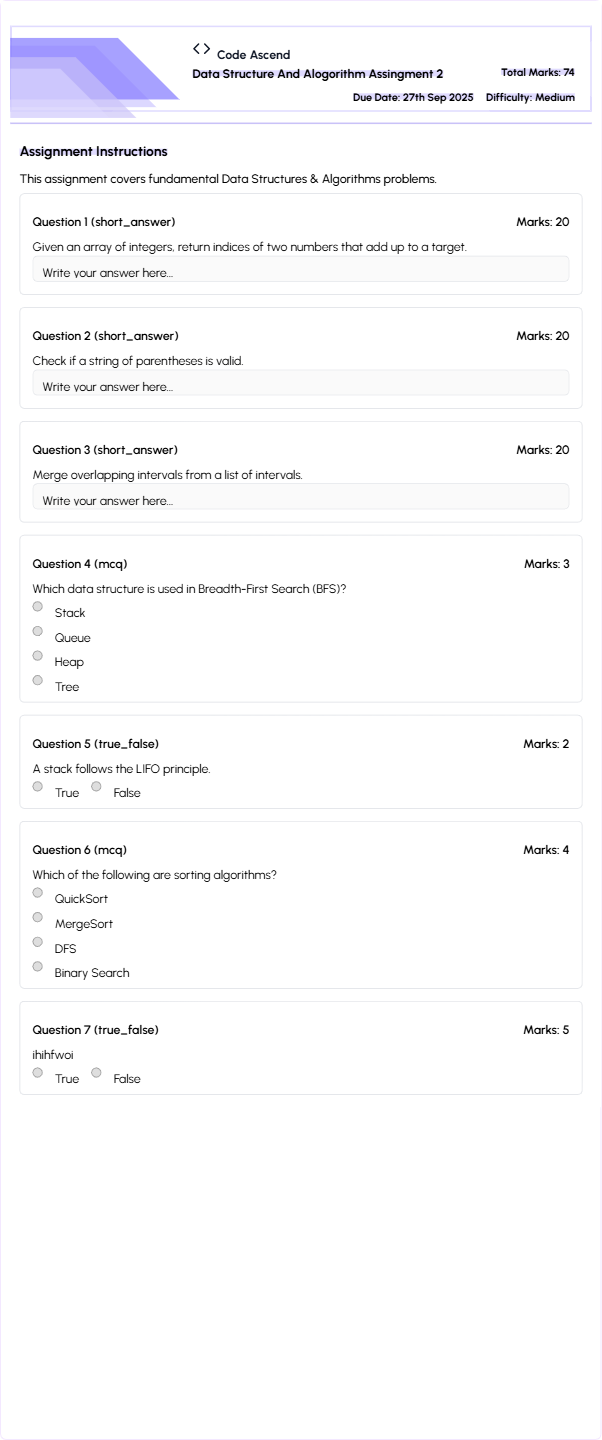 <> Code Ascend
Data Structure And Alogorithm Assingment 2 Total Marks: 74
Due Date: 27th Sep 2025 Difficulty: Medium
Assignment Instructions
This assignment covers fundamental Data Structures & Algorithms problems.
Question 1 (short_answer) Marks: 20
Given an array of integers, return indices of two numbers that add up to a target.
Write your answer here...
Question 2 (short_answer) Marks: 20
Check if a string of parentheses is valid.
Write your answer here...
Question 3 (short_answer) Marks: 20
Merge overlapping intervals from a list of intervals.
Write your answer here...
Question 4 (mcq) Marks: 3
Which data structure is used in Breadth-First Search (BFS)?
Stack
Queue
Heap
Tree
Question 5 (true_false) Marks: 2
A stack follows the LIFO principle.
True False
Question 6 (mcq) Marks: 4
Which of the following are sorting algorithms?
QuickSort
MergeSort
DFS
Binary Search
Question 7 (true_false) Marks: 5
ihihfwoi
True False